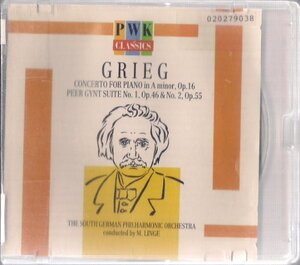 020279038
PWK
CLASSICS
GRIEG
CONCERTO FOR PIANO in A minor, Op.16
PEER GYNT SUITE No. 1, Op.46 & No. 2, Op.55
THE SOUTH GERMAN PHILHARMONIC ORCHESTRA
conducted by M. LINGE